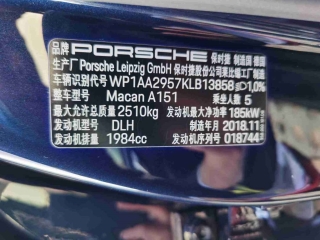 品牌 PORSCHE 保时捷 制造国 德国
生产厂 Porsche Leipzig GmbH 保时捷股份公司莱比锡工厂制造
车辆识别代号 WP1AA2957KLB13858
整车型号 Macan A151 乘坐人数 5
最大允许总质量 2510kg 发动机最大净功率 185kW
发动机型号 DLH 制造年月 2018.11
发动机排量 1984cc 发动机号码 018744